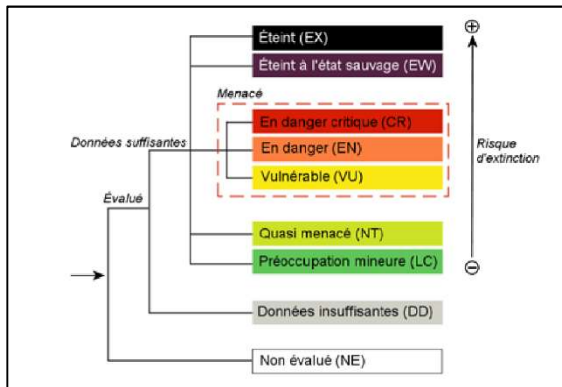 Éteint (EX)
Éteint à l'état sauvage (EW)
Menacé
En danger critique (CR)
Données suffisantes
En danger (EN)
Risque
d'extinction
Vulnérable (VU)
Évalué
Quasi menacé (NT)
Préoccupation mineure (LC)
Données insuffisantes (DD)
Non évalué (NE)